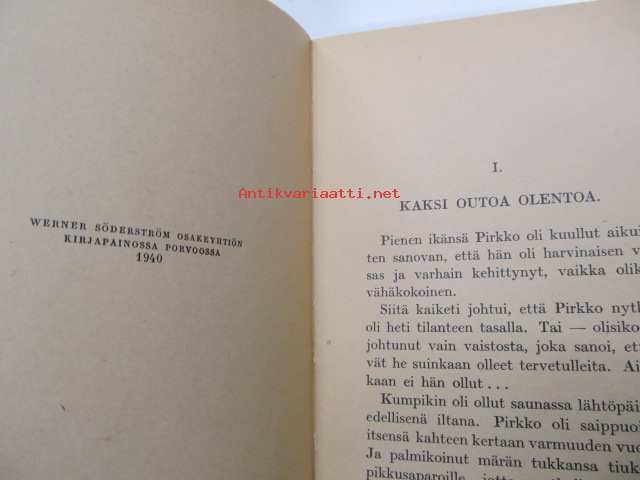 WERNER SÖDERSTRÖM OSAKEYHTIÖN
KIRJAPAINOSSA PORVOOSSA
1940
Antikvariaatti.net
I.
KAKSI OUTOA OLENTOA.
Pienen ikänsä Pirkko oli kuullut aikui
ten sanovan, että hän oli harvinaisen v
sas ja varhain kehittynyt, vaikka olik
vähäkokoinen.
Siitä kaiketi johtui, että Pirkko nytk
oli heti tilanteen tasalla. Tai — olisiko
johtunut vain vaistosta, joka sanoi, et
vät he suinkaan olleet tervetulleita. Ai
kaan ei hän ollut . . .
Kumpikin oli ollut saunassa lähtöpäi
edellisenä iltana. Pirkko oli saippuoi
itsensä kahteen kertaan varmuuden vuo
Ja palmikoinut märän tukkansa tiuk
pikkusaparoille, jotta